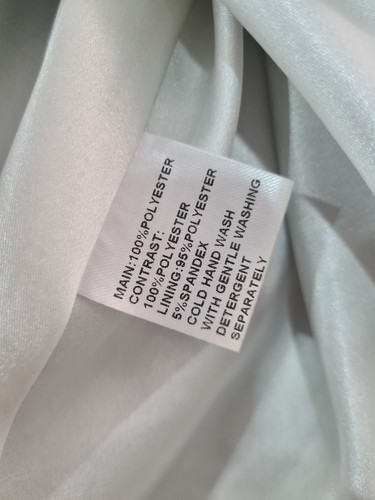 MAIN:100%POLYESTER
CONTRAST:
100%POLYESTER
LINING:95%POLYESTER
5%SPANDEX
COLD HAND WASH
WITH GENTLE WASHING
DETERGENT
SEPARATELY